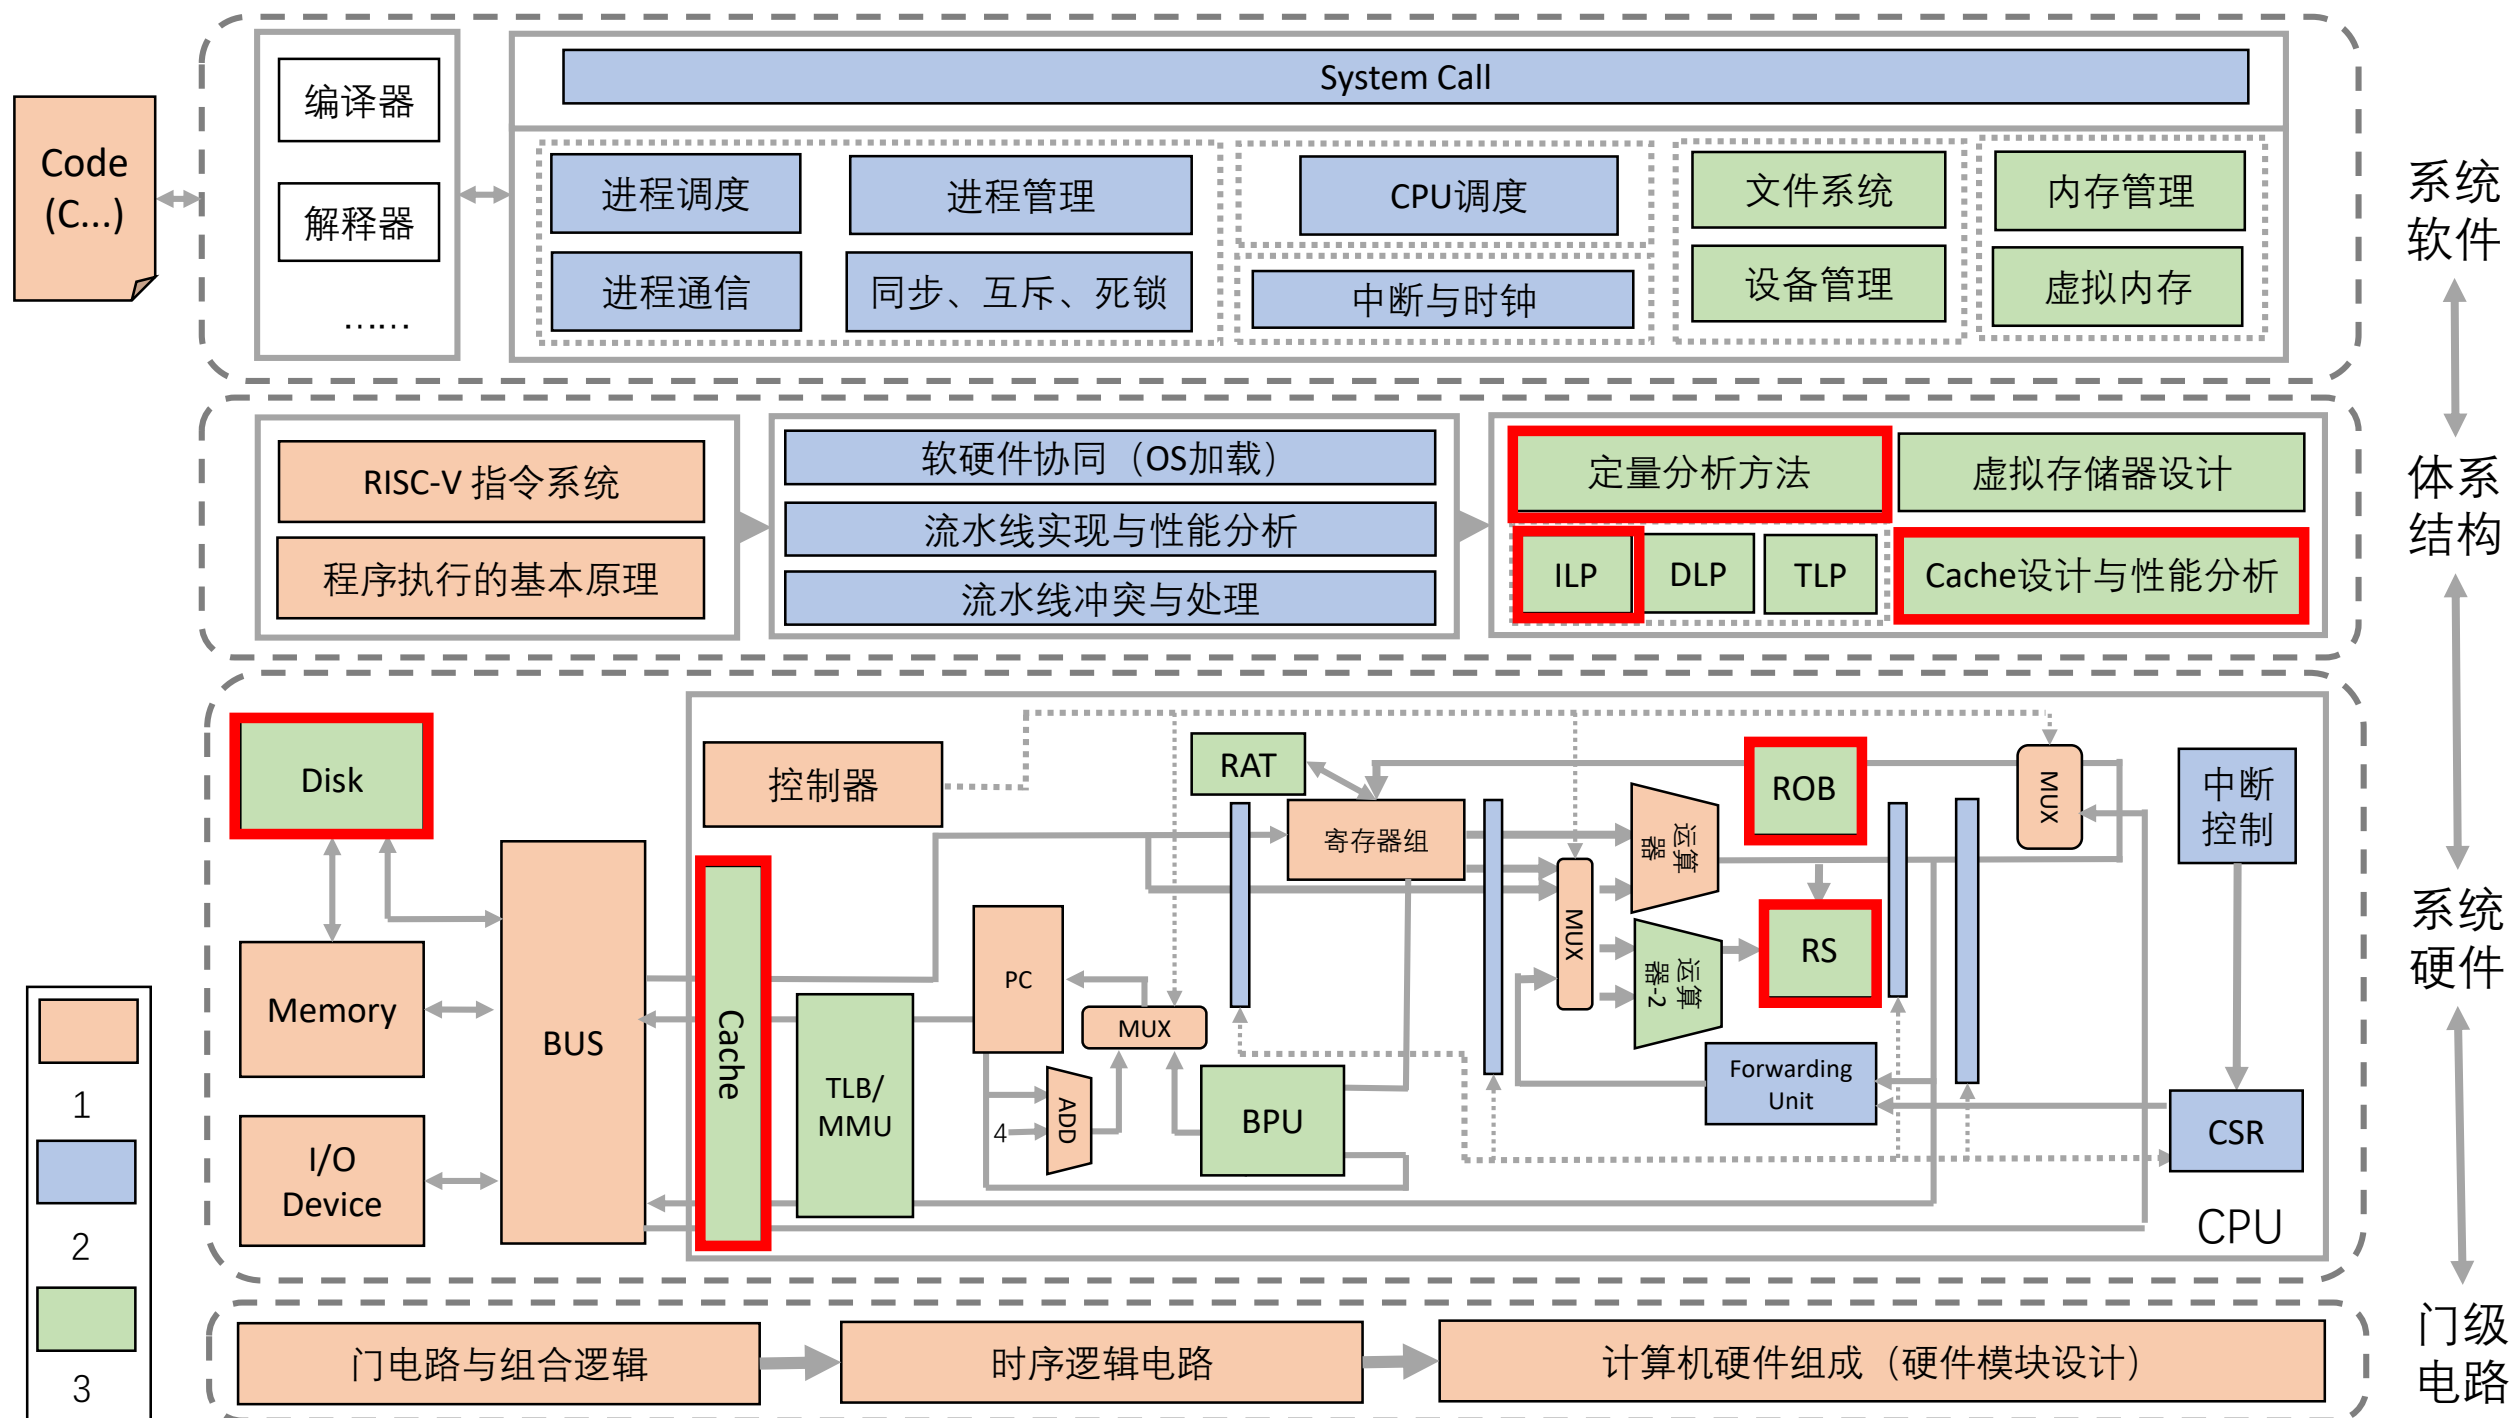 System Call
编译器
Code
(C...)
解释器
......
进程调度
进程管理
CPU调度
文件系统
内存管理
进程通信
同步、互斥、死锁
中断与时钟
设备管理
虚拟内存
系统
软件
RISC-V 指令系统
程序执行的基本原理
软硬件协同（OS加载）
流水线实现与性能分析
流水线冲突与处理
定量分析方法
虚拟存储器设计
ILP
DLP
TLP
Cache设计与性能分析
体系
结构
Disk
控制器
RAT
ROB
MUX
中断
控制
寄存器组
运算
器
PC
MUX
RS
Memory
BUS
Cache
MUX
运算
器-2
TLB/
MMU
4
ADD
BPU
Forwarding
Unit
CSR
I/O
Device
CPU
系统
硬件
1
2
3
门电路与组合逻辑
时序逻辑电路
计算机硬件组成（硬件模块设计）
门级
电路